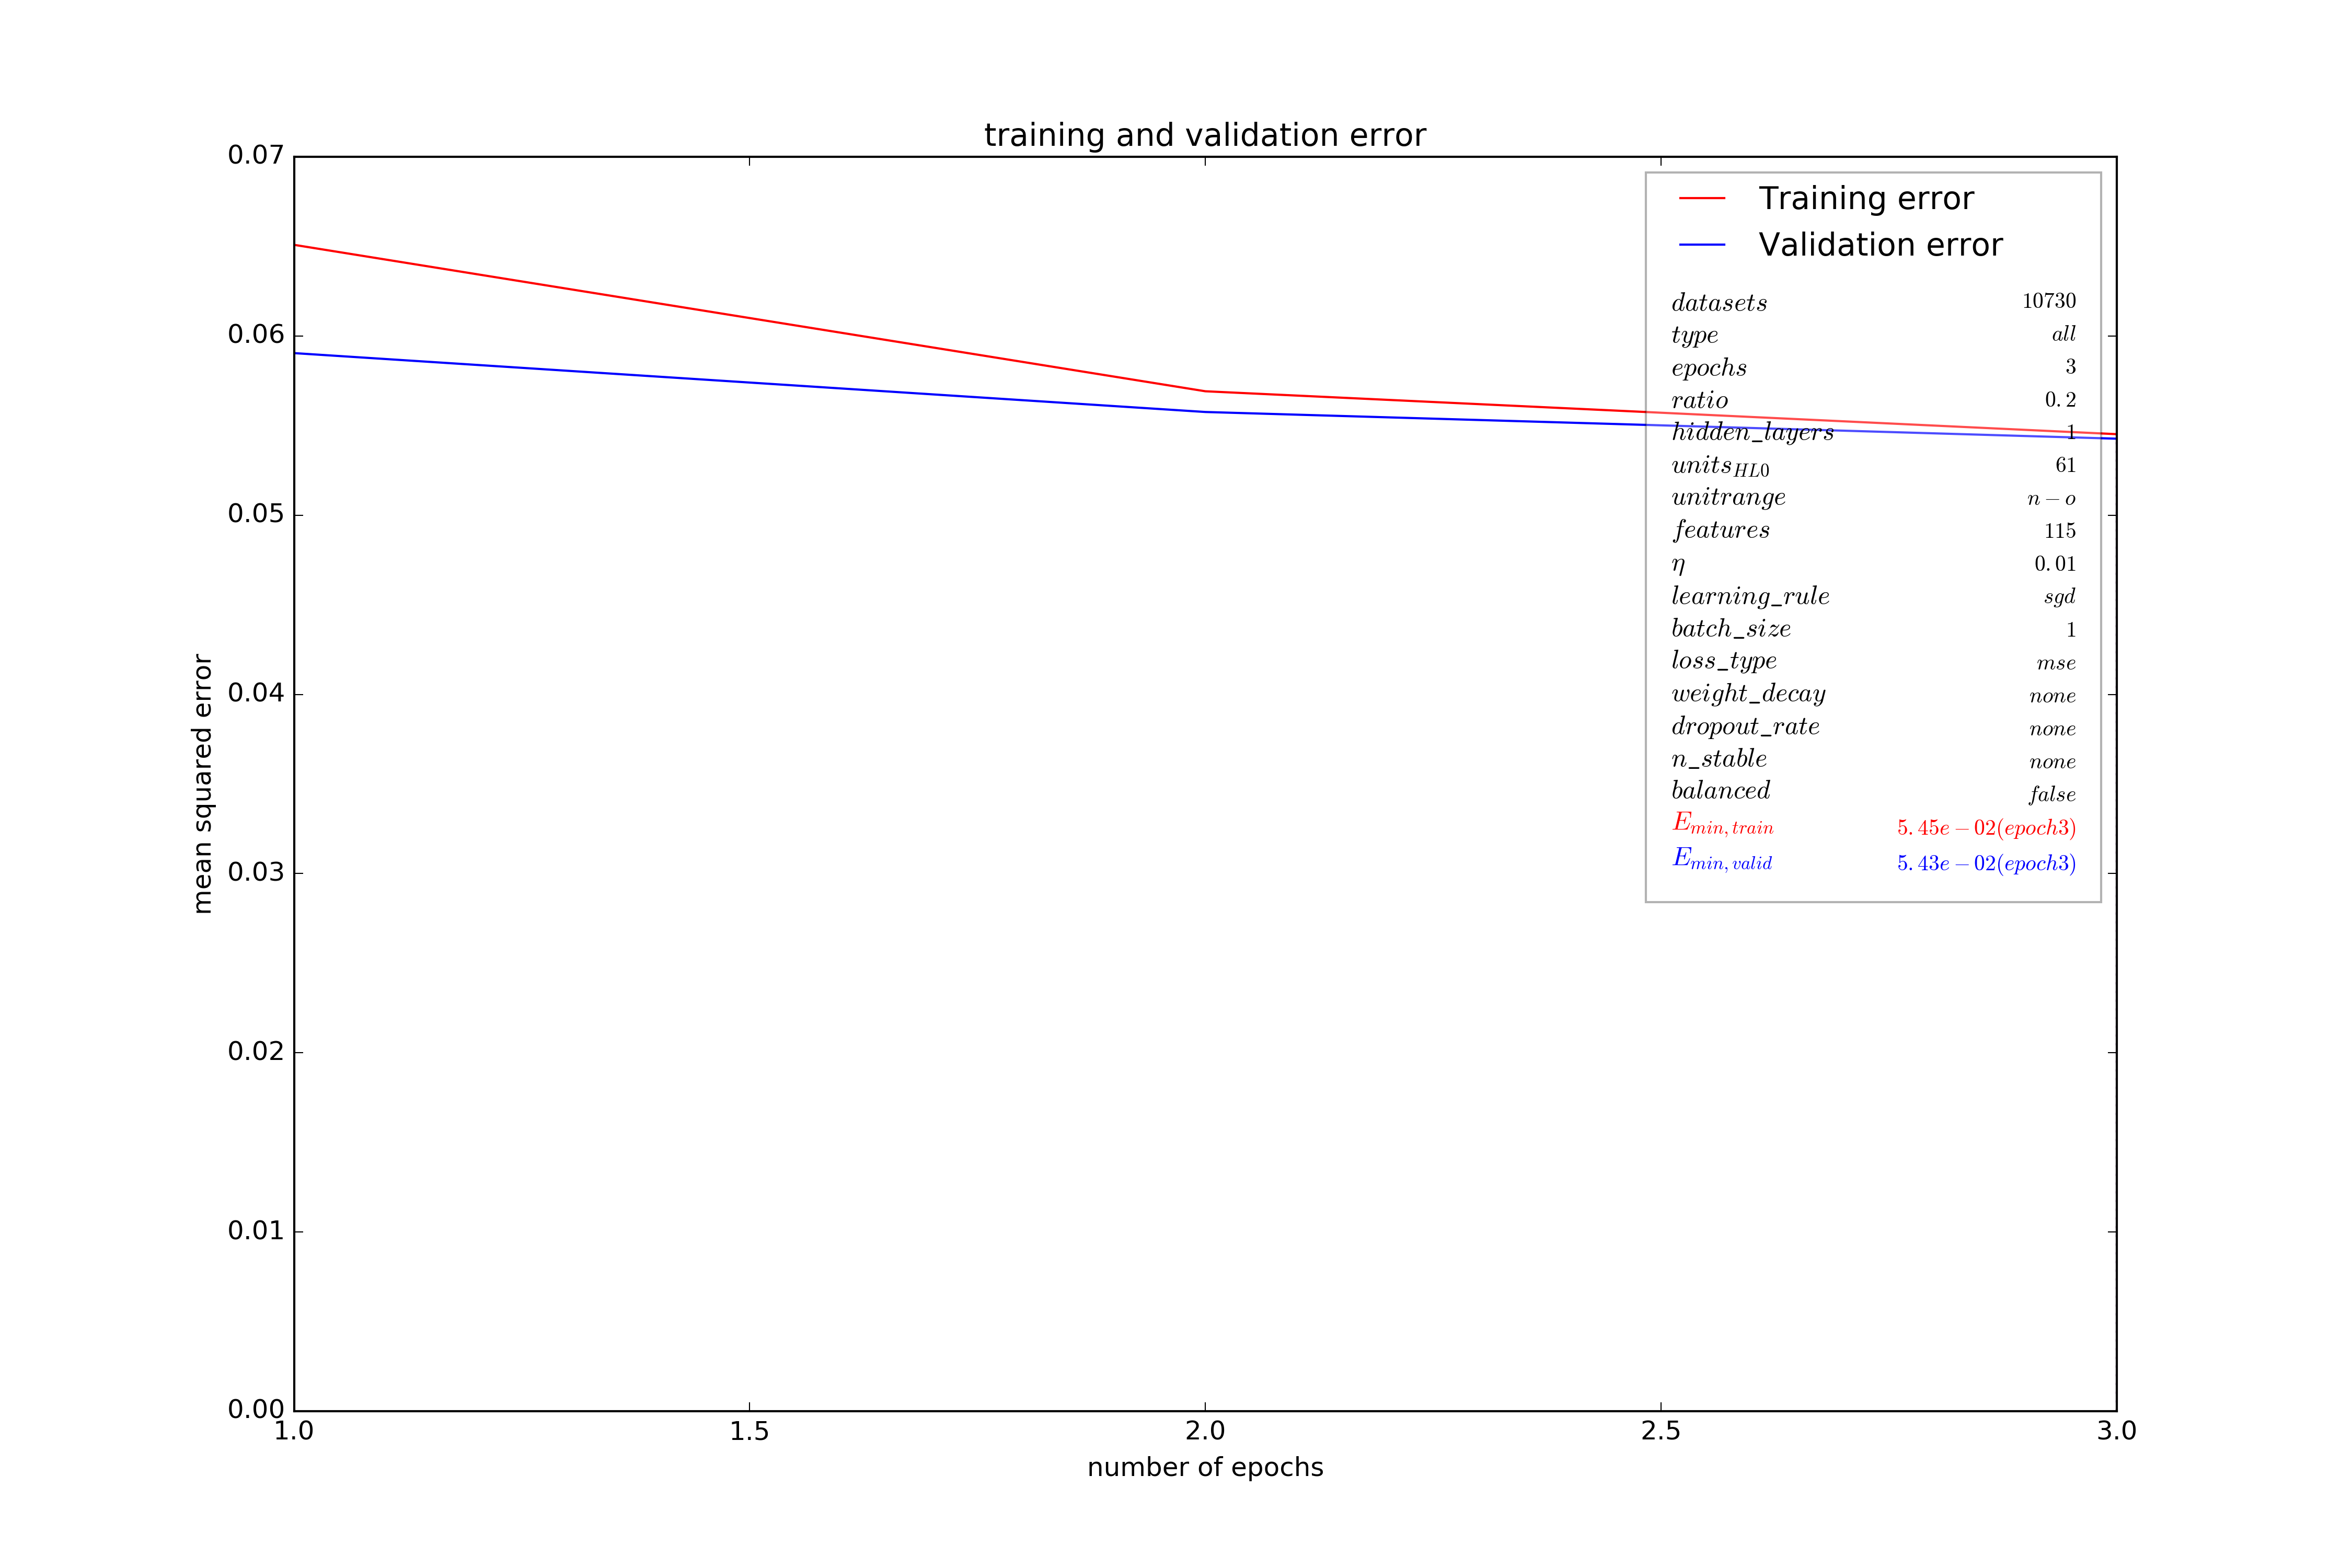 training and validation error
0.07
0.06
0.05
0.04
0.03
0.02
0.01
0.00
mean squared error
1.0 1.5 2.0 2.5 3.0
number of epochs
Training error
Validation error
datasets 10730
type all
epochs 3
ratio 0.2
hidden_layers 1
units_HL0 61
unitrange n − o
features 115
η 0.01
learning_rule sgd
batch_size 1
loss_type mse
weight_decay none
dropout_rate none
n_stable none
balanced false
E_min,train 5.45e − 02(epoch3)
E_min,valid 5.43e − 02(epoch3)